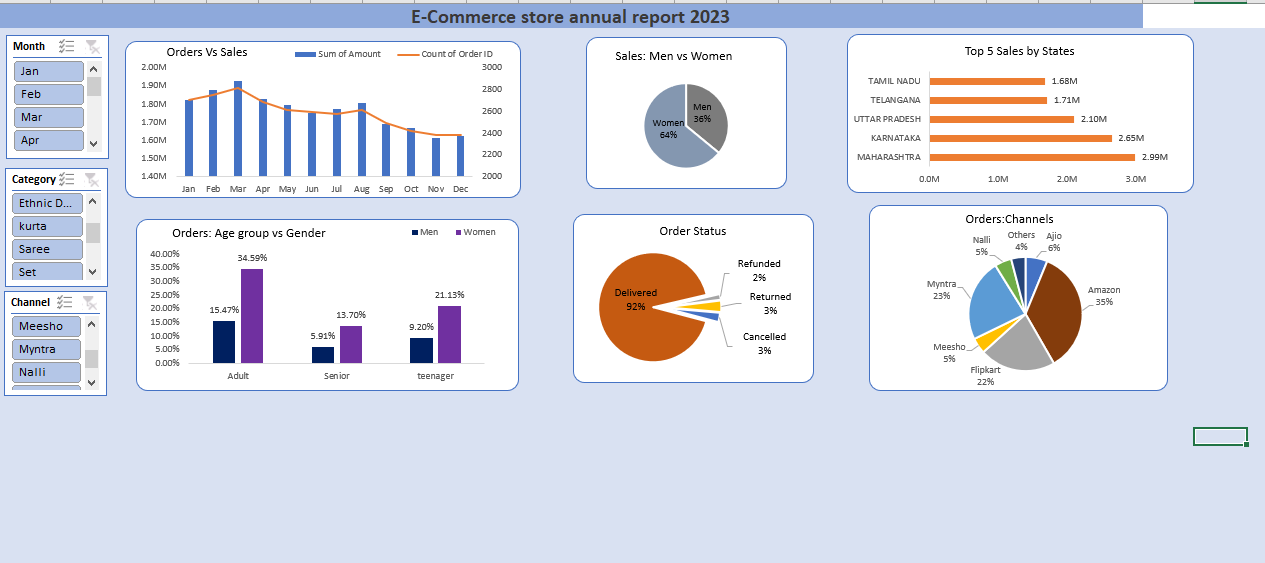 E-Commerce store annual report 2023
Month
Jan
Feb
Mar
Apr
Category
Ethnic D...
kurta
Saree
Set
Channel
Meesho
Myntra
Nalli
Orders Vs Sales
Sum of Amount
Count of Order ID
2.00M
1.90M
1.80M
1.70M
1.60M
1.50M
1.40M
3000
2800
2600
2400
2200
2000
Jan Feb Mar Apr May Jun Jul Aug Sep Oct Nov Dec
Sales: Men vs Women
Men
36%
Women
64%
Top 5 Sales by States
TAMIL NADU 1.68M
TELANGANA 1.71M
UTTAR PRADESH 2.10M
KARNATAKA 2.65M
MAHARASHTRA 2.99M
0.0M 1.0M 2.0M 3.0M
Orders: Age group vs Gender
Men Women
40.00%
35.00%
30.00%
25.00%
20.00%
15.00%
10.00%
5.00%
0.00%
15.47% 34.59%
5.91% 13.70%
9.20% 21.13%
Adult Senior teenager
Order Status
Delivered
92%
Refunded
2%
Returned
3%
Cancelled
3%
Orders:Channels
Nalli
5%
Others
4%
Ajio
6%
Myntra
23%
Amazon
35%
Meesho
5%
Flipkart
22%